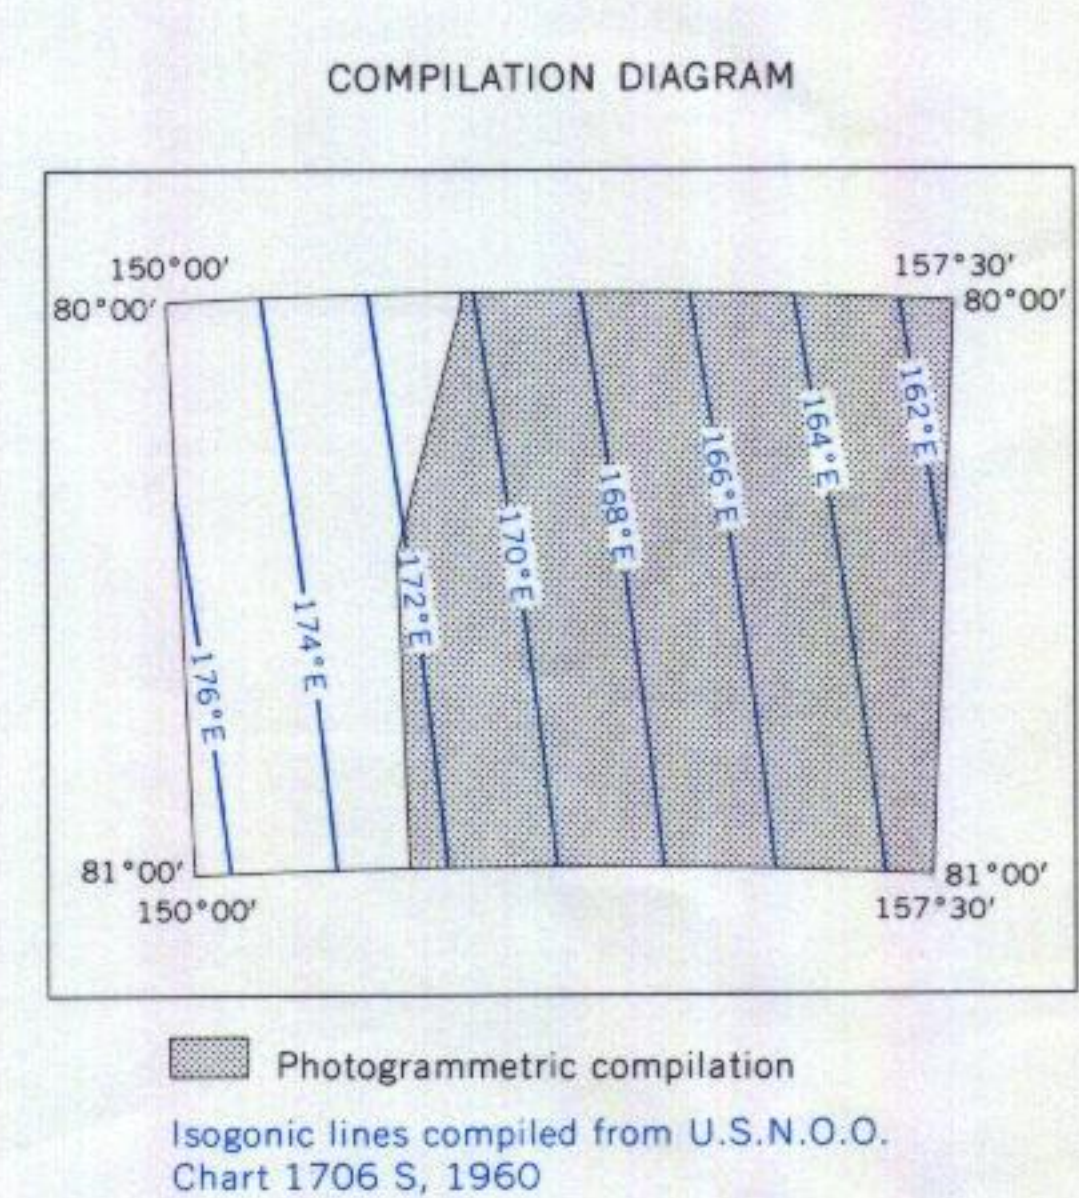 COMPILATION DIAGRAM
150°00′
157°30′
80°00′
80°00′
162°E
164°E
166°E
168°E
170°E
172°E
174°E
176°E
81°00′
81°00′
150°00′
157°30′
Photogrammetric compilation
Isogonic lines compiled from U.S.N.O.O.
Chart 1706 S, 1960